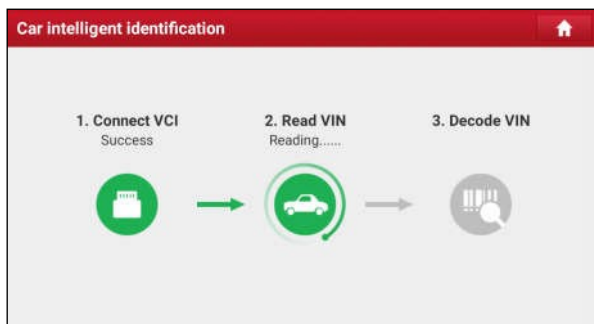 Car intelligent identification
1. Connect VCI
Success
2. Read VIN
Reading......
3. Decode VIN